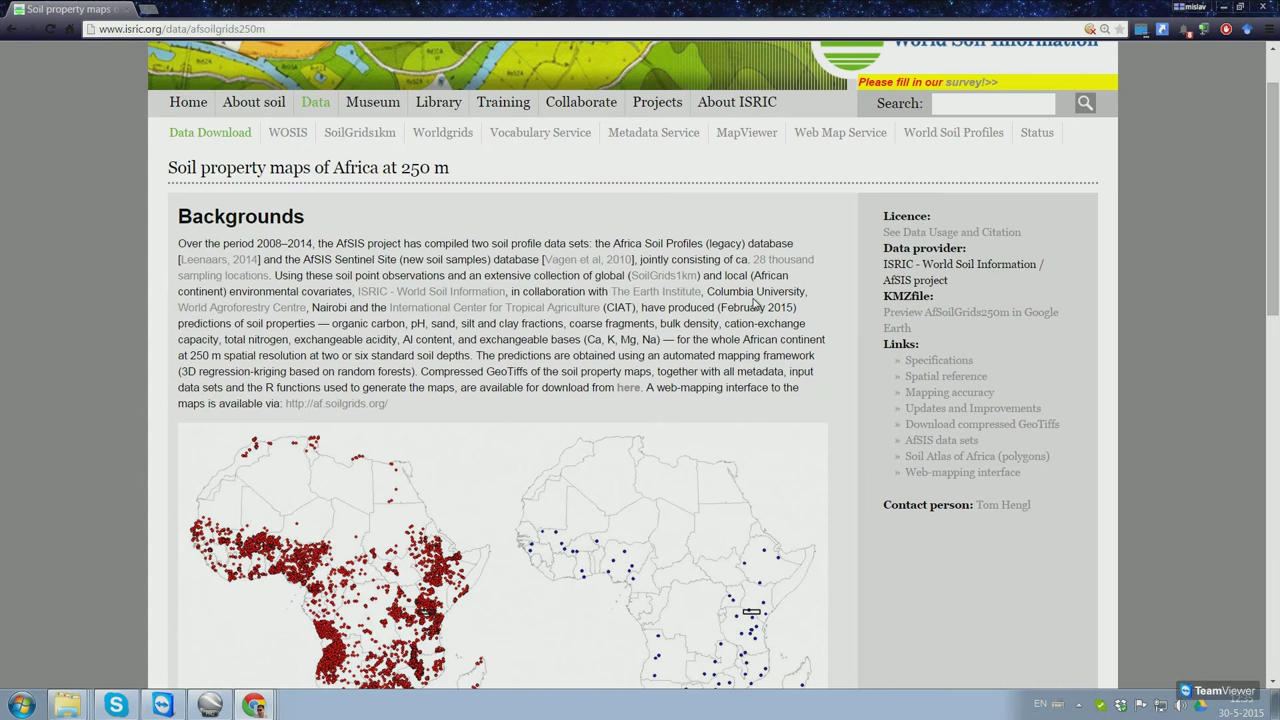 Soil property maps o
mislav
www.isric.org/data/afsoilgrids250m
World Soil Information
Please fill in our survey!>>
Home About soil Data Museum Library Training Collaborate Projects About ISRIC
Search:
Data Download WOSIS SoilGrids1km Worldgrids Vocabulary Service Metadata Service MapViewer Web Map Service World Soil Profiles Status
Soil property maps of Africa at 250 m
Backgrounds
Over the period 2008–2014, the AfSIS project has compiled two soil profile data sets: the Africa Soil Profiles (legacy) database
[Leenaars, 2014] and the AfSIS Sentinel Site (new soil samples) database [Vagen et al, 2010], jointly consisting of ca. 28 thousand
sampling locations. Using these soil point observations and an extensive collection of global (SoilGrids1km) and local (African
continent) environmental covariates, ISRIC - World Soil Information, in collaboration with The Earth Institute, Columbia University,
World Agroforestry Centre, Nairobi and the International Center for Tropical Agriculture (CIAT), have produced (February 2015)
predictions of soil properties — organic carbon, pH, sand, silt and clay fractions, coarse fragments, bulk density, cation-exchange
capacity, total nitrogen, exchangeable acidity, Al content, and exchangeable bases (Ca, K, Mg, Na) — for the whole African continent
at 250 m spatial resolution at two or six standard soil depths. The predictions are obtained using an automated mapping framework
(3D regression-kriging based on random forests). Compressed GeoTiffs of the soil property maps, together with all metadata, input
data sets and the R functions used to generate the maps, are available for download from here. A web-mapping interface to the
maps is available via: http://af.soilgrids.org/
Licence:
See Data Usage and Citation
Data provider:
ISRIC - World Soil Information /
AfSIS project
KMZfile:
Preview AfSoilGrids250m in Google
Earth
Links:
» Specifications
» Spatial reference
» Mapping accuracy
» Updates and Improvements
» Download compressed GeoTiffs
» AfSIS data sets
» Soil Atlas of Africa (polygons)
» Web-mapping interface
Contact person: Tom Hengl
TeamViewer
EN
30-5-2015